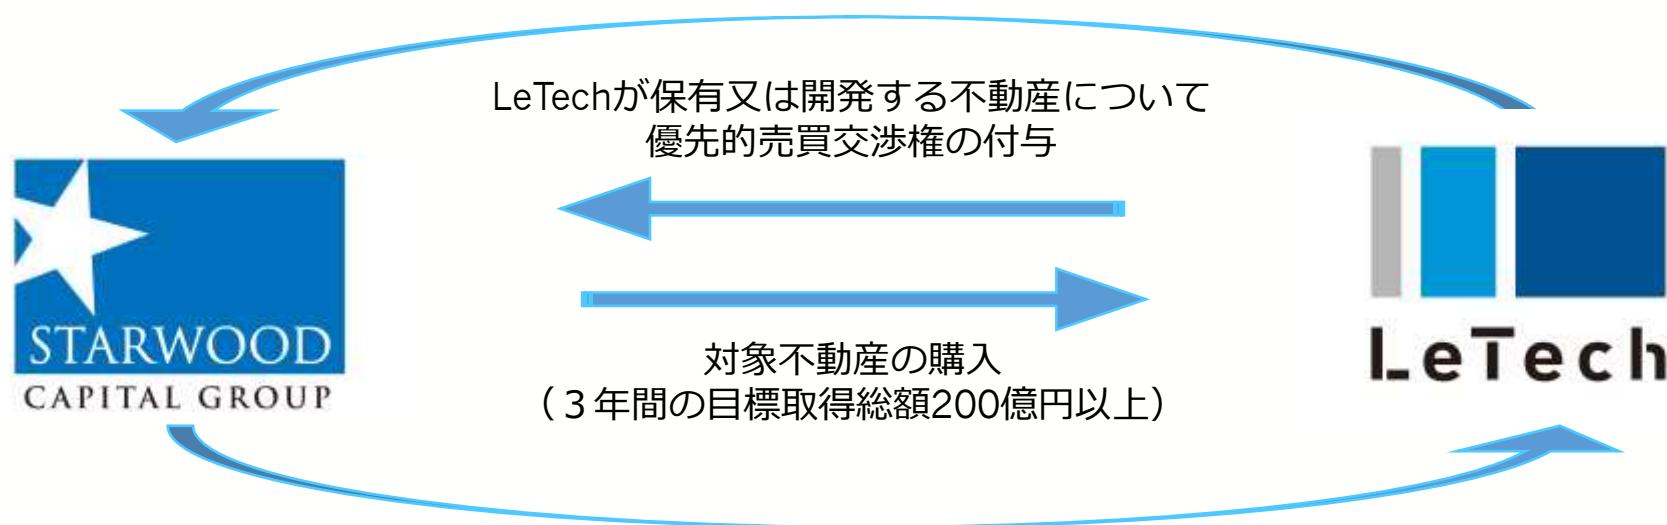 LeTechが保有又は開発する不動産について
優先的売買交渉権の付与
STARWOOD
CAPITAL GROUP
LeTech
対象不動産の購入
（３年間の目標取得総額200億円以上）